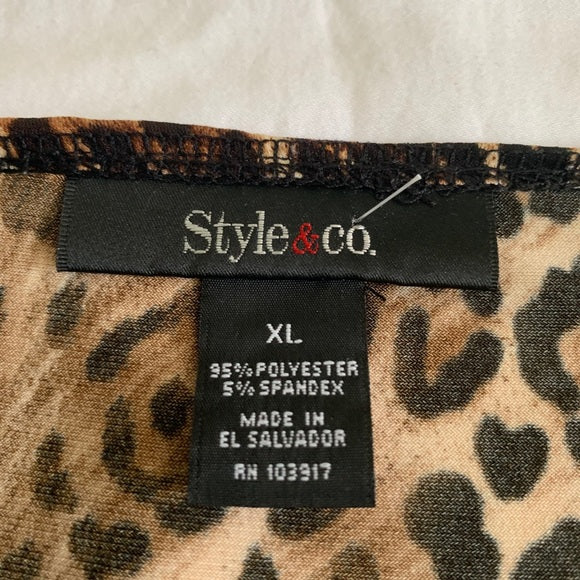 Style&co.
XL
95% POLYESTER
5% SPANDEX
MADE IN
EL SALVADOR
RN 103917